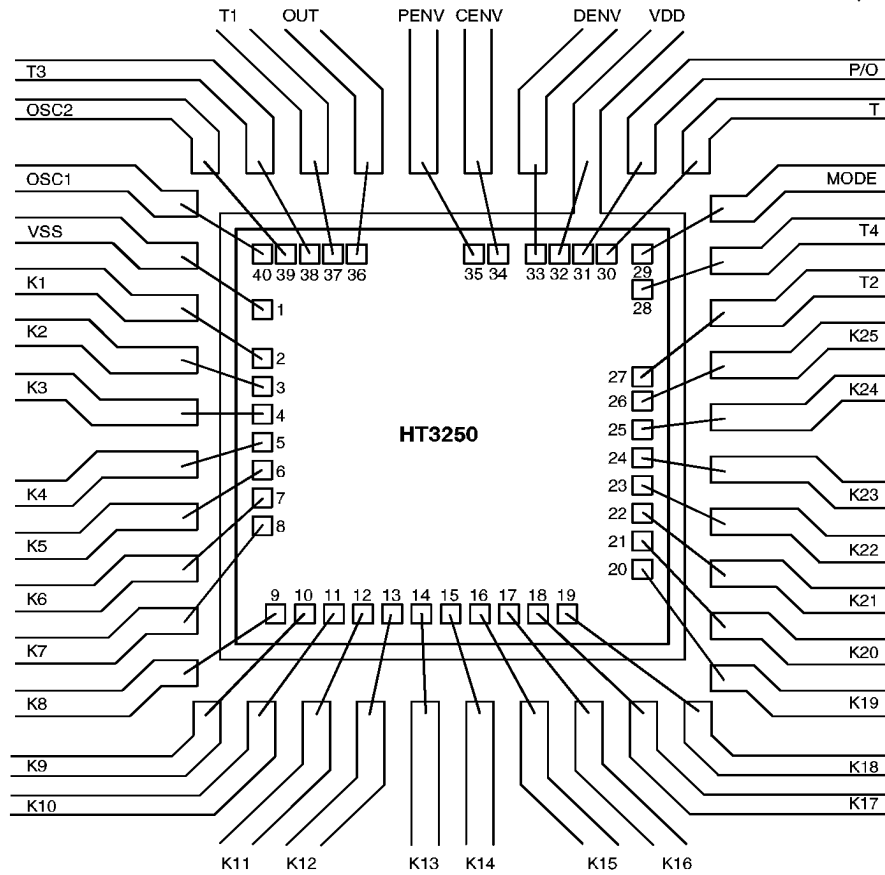 T1 OUT PENV CENV DENV VDD
T3 P/O
OSC2 T
OSC1 MODE
VSS T4
40 39 38 37 36 35 34 33 32 31 30 29
K1 1 28 T2
K2 2 K25
K3 3 27 K24
4 26
HT3250
5 25
K4 6 24 K23
7 23
K5 8 22 K22
K6 21 K21
20
9 10 11 12 13 14 15 16 17 18 19
K7 K20
K8 K19
K9 K18
K10 K17
K11 K12 K13 K14 K15 K16